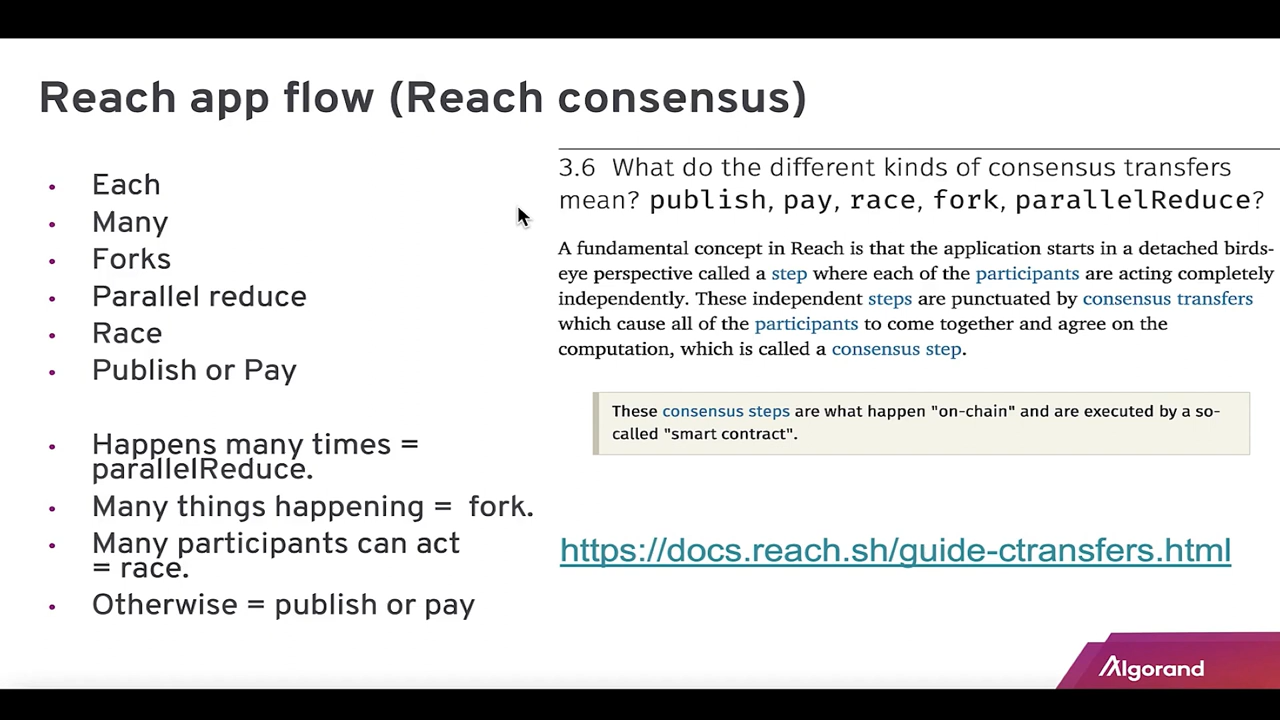 Reach app flow (Reach consensus)
• Each
• Many
• Forks
• Parallel reduce
• Race
• Publish or Pay
• Happens many times =
parallelReduce.
• Many things happening = fork.
• Many participants can act
= race.
• Otherwise = publish or pay
3.6 What do the different kinds of consensus transfers
mean? publish, pay, race, fork, parallelReduce?
A fundamental concept in Reach is that the application starts in a detached birds-
eye perspective called a step where each of the participants are acting completely
independently. These independent steps are punctuated by consensus transfers
which cause all of the participants to come together and agree on the
computation, which is called a consensus step.
These consensus steps are what happen "on-chain" and are executed by a so-
called "smart contract".
https://docs.reach.sh/guide-ctransfers.html
Algorand